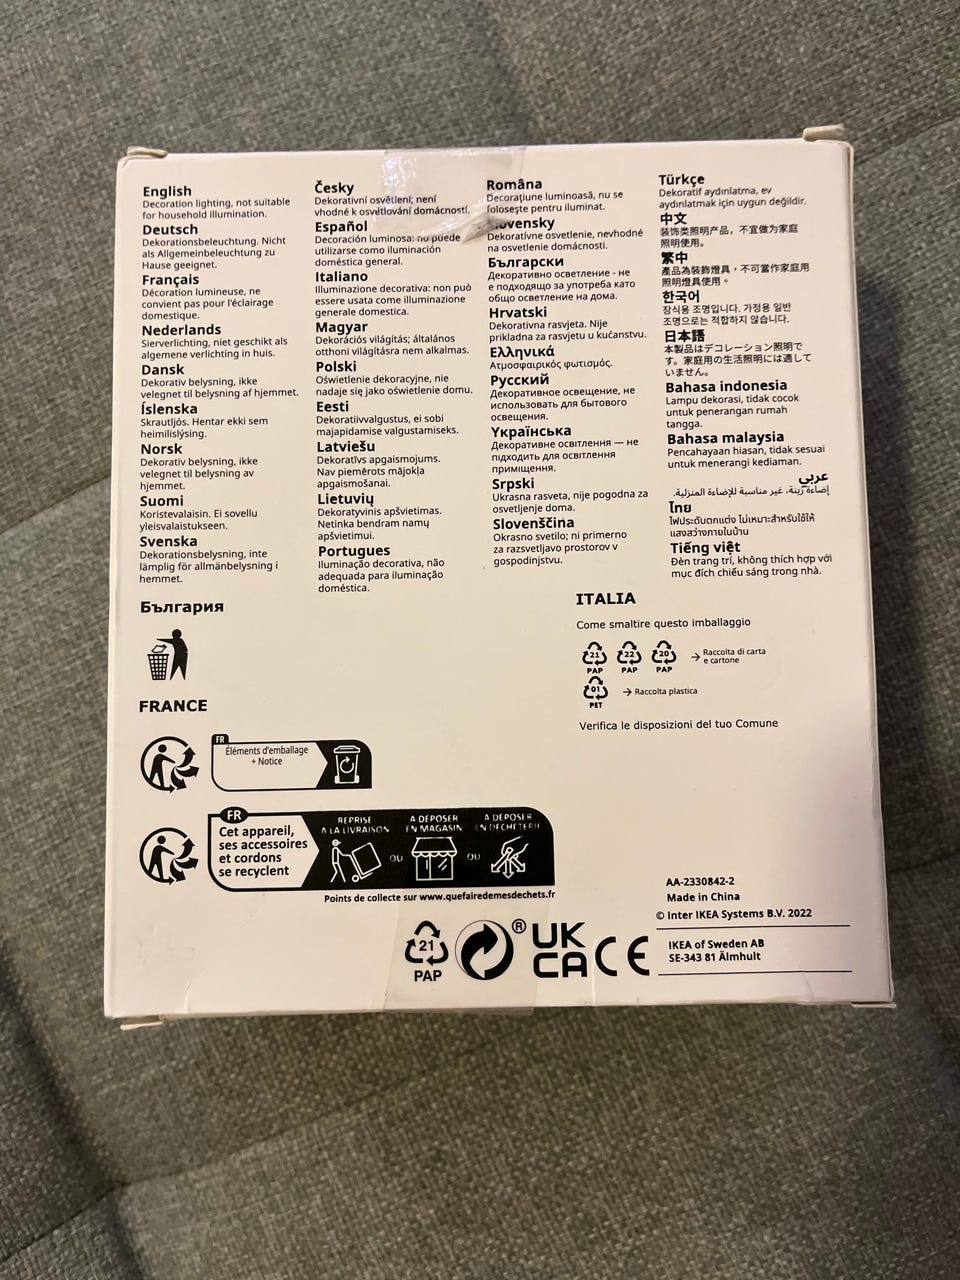 English
Decoration lighting, not suitable
for household illumination.
Deutsch
Dekorationsbeleuchtung. Nicht
als Allgemeinbeleuchtung zu
Hause geeignet.
Français
Décoration lumineuse, ne
convient pas pour l'éclairage
domestique.
Nederlands
Sierverlichting, niet geschikt als
algemene verlichting in huis.
Dansk
Dekorativ belysning, ikke
velegnet til belysning af hjemmet.
Íslenska
Skrautljós. Hentar ekki sem
heimilislýsing.
Norsk
Dekorativ belysning, ikke
velegnet til belysning av
hjemmet.
Suomi
Koristevalaisin. Ei sovellu
yleisvalaistukseen.
Svenska
Dekorationsbelysning, inte
lämplig för allmänbelysning i
hemmet.
Česky
Dekorativní osvětlení; není
vhodné k osvětlování domácností.
Español
Decoración luminosa: no puede
utilizarse como iluminación
doméstica general.
Italiano
Illuminazione decorativa: non può
essere usata come illuminazione
generale domestica.
Magyar
Dekorációs világítás; általános
otthoni világításra nem alkalmas.
Polski
Oświetlenie dekoracyjne, nie
nadaje się jako oświetlenie domu.
Eesti
Dekoratiivvalgustus, ei sobi
majapidamise valgustamiseks.
Latviešu
Dekoratīvs apgaismojums.
Nav piemērots mājokļa
apgaismošanai.
Lietuvių
Dekoratyvinis apšvietimas.
Netinka bendram namų
apšvietimui.
Portugues
Iluminação decorativa, não
adequada para iluminação
doméstica.
Româna
Decoraţiune luminoasă, nu se
foloseşte pentru iluminat.
Slovensky
Dekoratívne osvetlenie, nevhodné
na osvetlenie domácnosti.
Български
Декоративно осветление - не
е подходящо за употреба като
общо осветление на дома.
Hrvatski
Dekorativna rasvjeta. Nije
prikladna za rasvjetu u kućanstvu.
Ελληνικά
Ατμοσφαιρικός φωτισμός.
Русский
Декоративное освещение, не
использовать для бытового
освещения.
Yкраїнська
Декоративне освітлення — не
підходить для освітлення
приміщення.
Srpski
Ukrasna rasveta, nije pogodna za
osvetljenje doma.
Slovenščina
Okrasno svetilo; ni primerno
za razsvetljavo prostorov v
gospodinjstvu.
Türkçe
Dekoratif aydınlatma, ev
aydınlatmak için uygun değildir.
中文
装饰类照明产品，不宜做为家庭
照明使用。
繁中
產品為裝飾燈具，不可當作家庭用
照明燈具使用。
한국어
장식용 조명입니다. 가정용 일반
조명으로는 적합하지 않습니다.
日本語
本製品はデコレーション照明で
す。家庭用の生活照明には適して
いません。
Bahasa indonesia
Lampu dekorasi, tidak cocok
untuk penerangan rumah
tangga.
Bahasa malaysia
Pencahayaan hiasan, tidak sesuai
untuk menerangi kediaman.
عربي
إضاءة زينة، غير مناسبة للإضاءة المنزلية.
ไทย
ไฟประดับตกแต่ง ไม่เหมาะสำหรับใช้ให้
แสงสว่างภายในบ้าน
Tiếng việt
Đèn trang trí, không thích hợp với
mục đích chiếu sáng trong nhà.
България
FRANCE
FR
Éléments d'emballage
+ Notice
FR
Cet appareil,
ses accessoires
et cordons
se recyclent
REPRISE
À LA LIVRAISON
OU
À DÉPOSER
EN MAGASIN
OU
À DÉPOSER
EN DÉCHÈTERIE
Points de collecte sur www.quefairedemesdechets.fr
ITALIA
Come smaltire questo imballaggio
21
PAP
22
PAP
20
PAP
→ Raccolta di carta
e cartone
01
PET
→ Raccolta plastica
Verifica le disposizioni del tuo Comune
21
PAP
®
UK
CA
CE
AA-2330842-2
Made in China
© Inter IKEA Systems B.V. 2022
IKEA of Sweden AB
SE-343 81 Älmhult